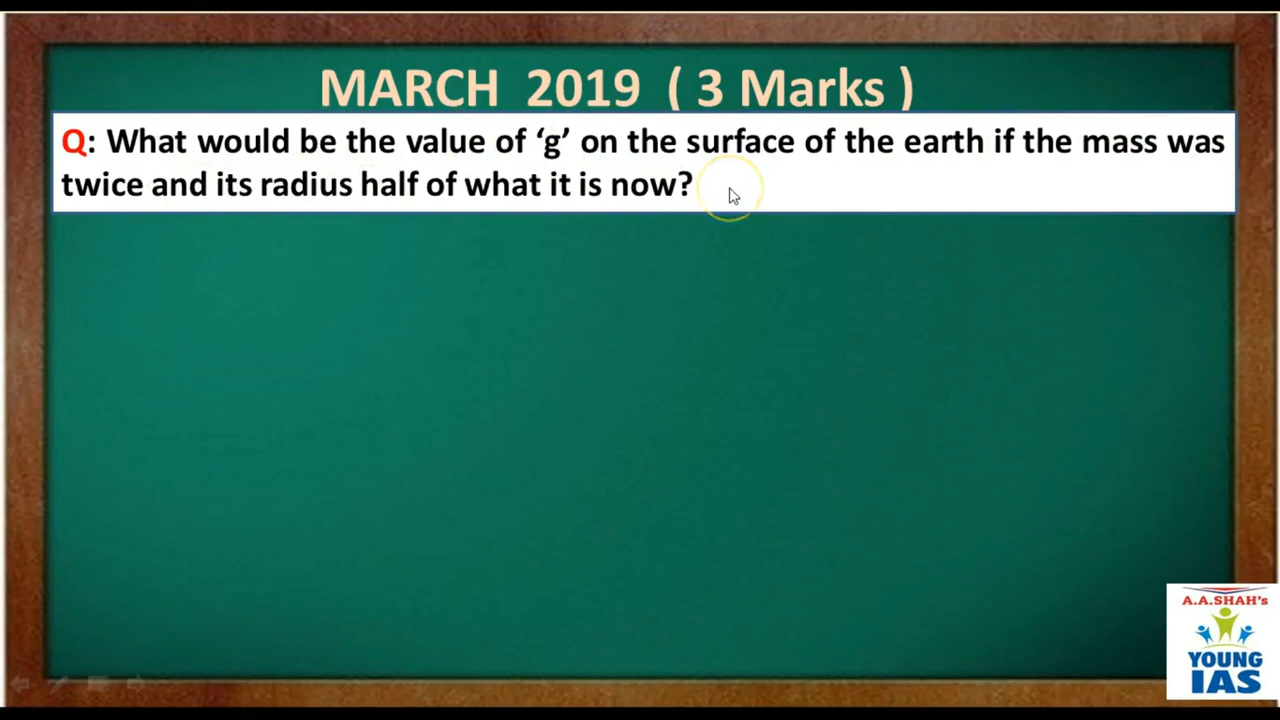 MARCH 2019 ( 3 Marks )
Q: What would be the value of ‘g’ on the surface of the earth if the mass was
twice and its radius half of what it is now?
A.A.SHAH's
YOUNG
IAS